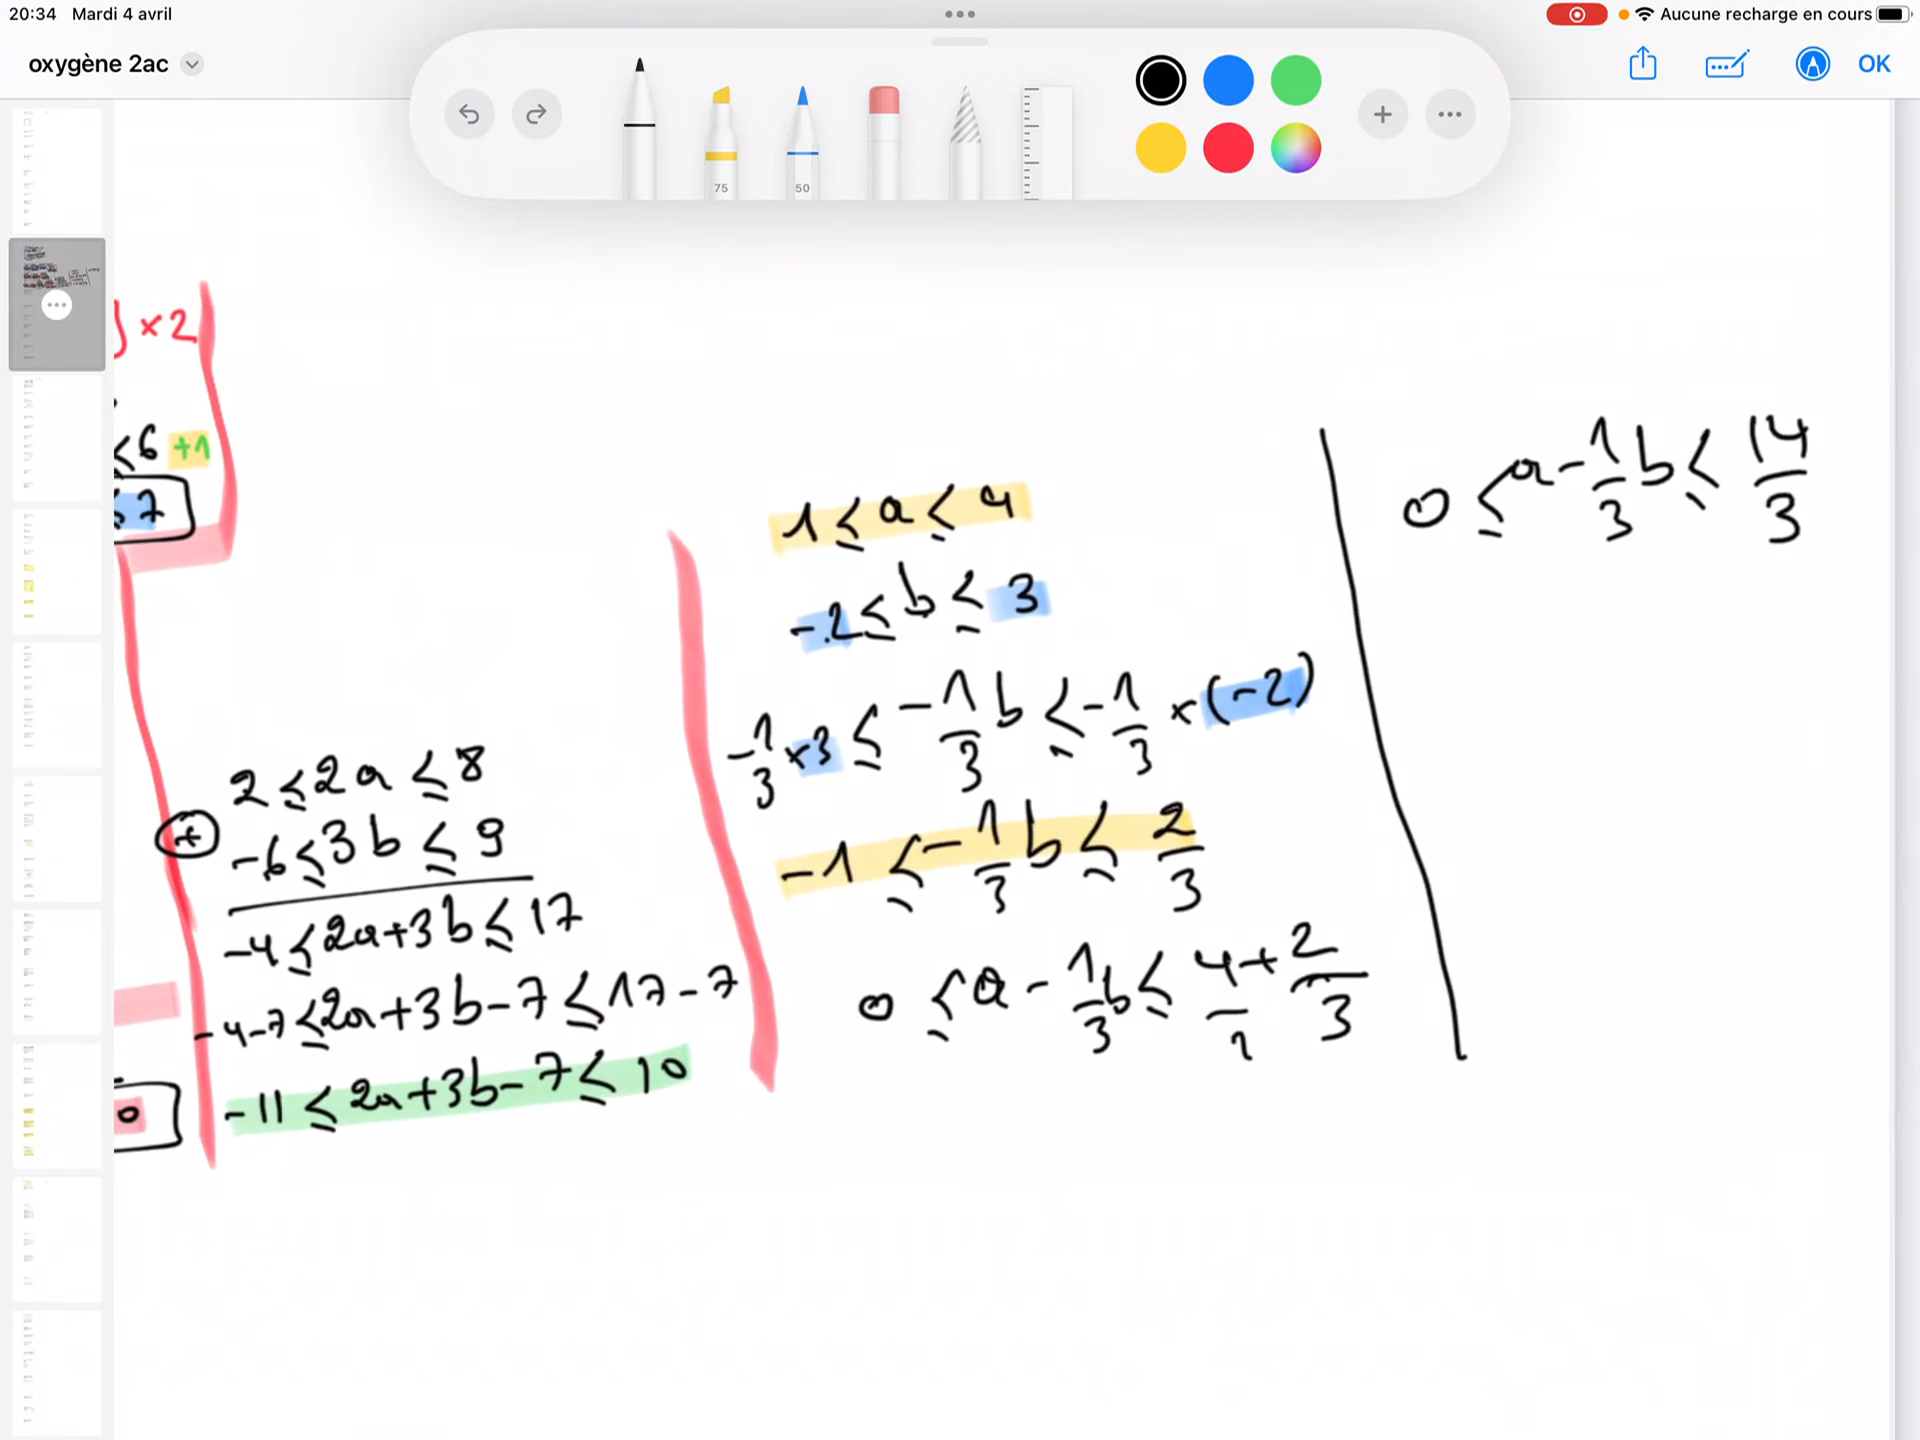 20:34 Mardi 4 avril
Aucune recharge en cours
oxygène 2ac
OK
75
50
×2
≤6 +1
≤7
0
2 ≤ 2a ≤ 8
+
-6 ≤ 3b ≤ 9
-4 ≤ 2a+3b ≤ 17
-4-7 ≤ 2a+3b-7 ≤ 17-7
-11 ≤ 2a+3b-7 ≤ 10
1 ≤ a ≤ 4
-2 ≤ b ≤ 3
-1/3 ×3 ≤ -1/3 b ≤ -1/3 ×(-2)
-1 ≤ -1/3 b ≤ 2/3
0 ≤ a - 1/3 b ≤ 4/1 + 2/3
0 ≤ a - 1/3 b ≤ 14/3